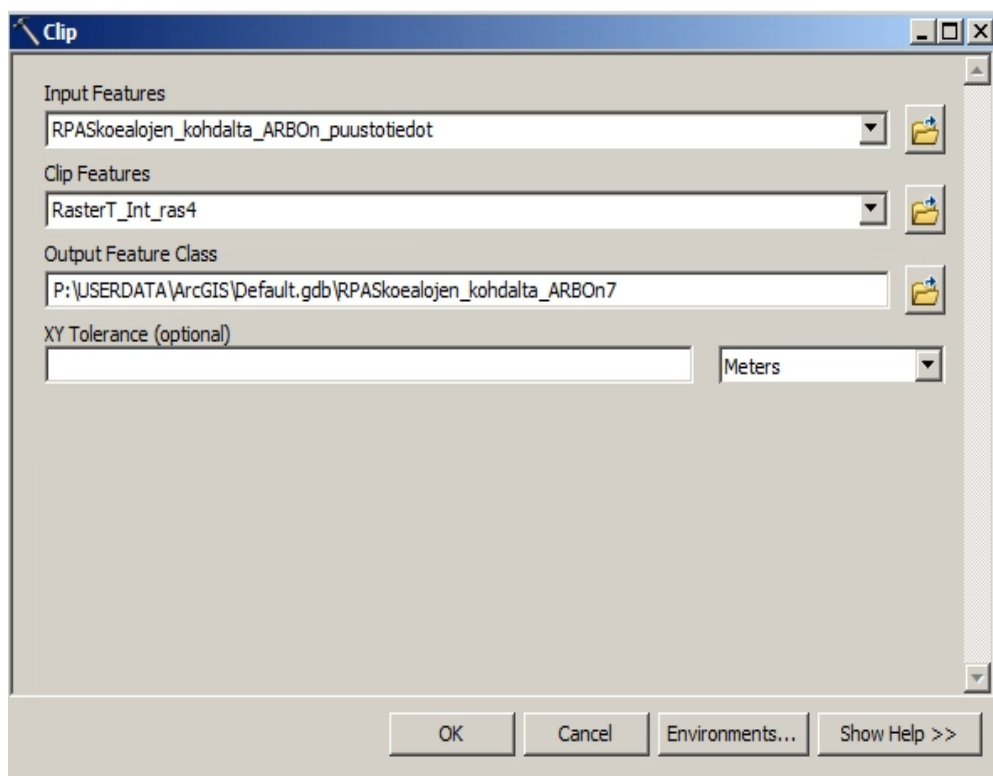 Clip
Input Features
RPASkoealojen_kohdalta_ARBOn_puustotiedot
Clip Features
RasterT_Int_ras4
Output Feature Class
P:\USERDATA\ArcGIS\Default.gdb\RPASkoealojen_kohdalta_ARBOn7
XY Tolerance (optional)
Meters
OK Cancel Environments... Show Help >>